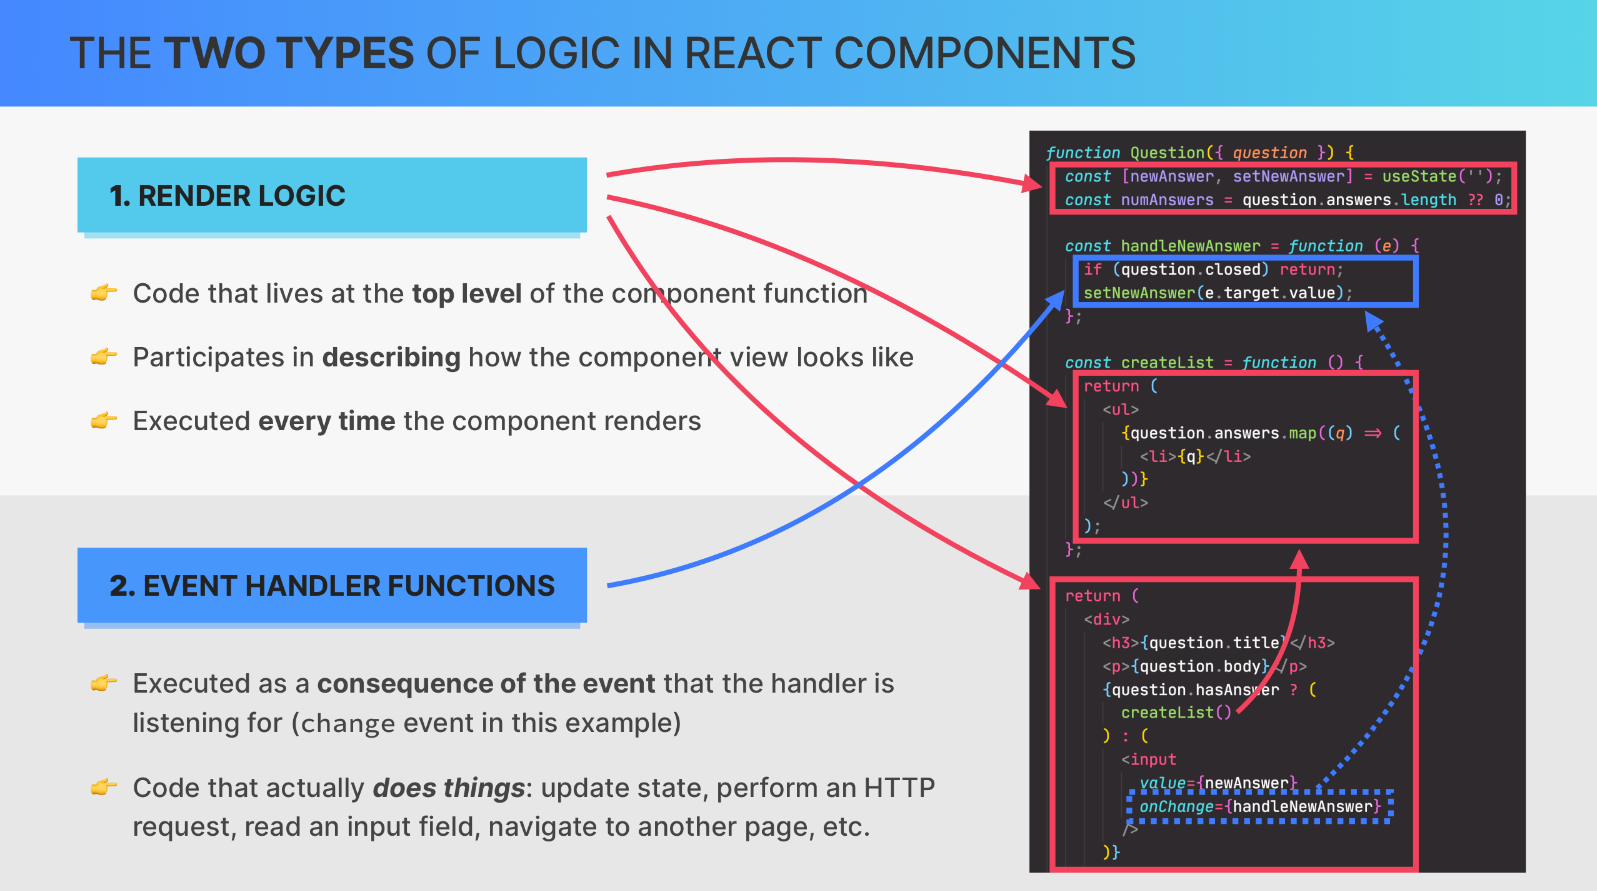 THE TWO TYPES OF LOGIC IN REACT COMPONENTS
1. RENDER LOGIC
👉 Code that lives at the top level of the component function
👉 Participates in describing how the component view looks like
👉 Executed every time the component renders
2. EVENT HANDLER FUNCTIONS
👉 Executed as a consequence of the event that the handler is
listening for (change event in this example)
👉 Code that actually does things: update state, perform an HTTP
request, read an input field, navigate to another page, etc.
function Question({ question }) {
const [newAnswer, setNewAnswer] = useState('');
const numAnswers = question.answers.length ?? 0;
const handleNewAnswer = function (e) {
if (question.closed) return;
setNewAnswer(e.target.value);
};
const createList = function () {
return (
<ul>
{question.answers.map((q) => (
<li>{q}</li>
))}
</ul>
);
};
return (
<div>
<h3>{question.title}</h3>
<p>{question.body}</p>
{question.hasAnswer ? (
createList()
) : (
<input
value={newAnswer}
onChange={handleNewAnswer}
/>
)}